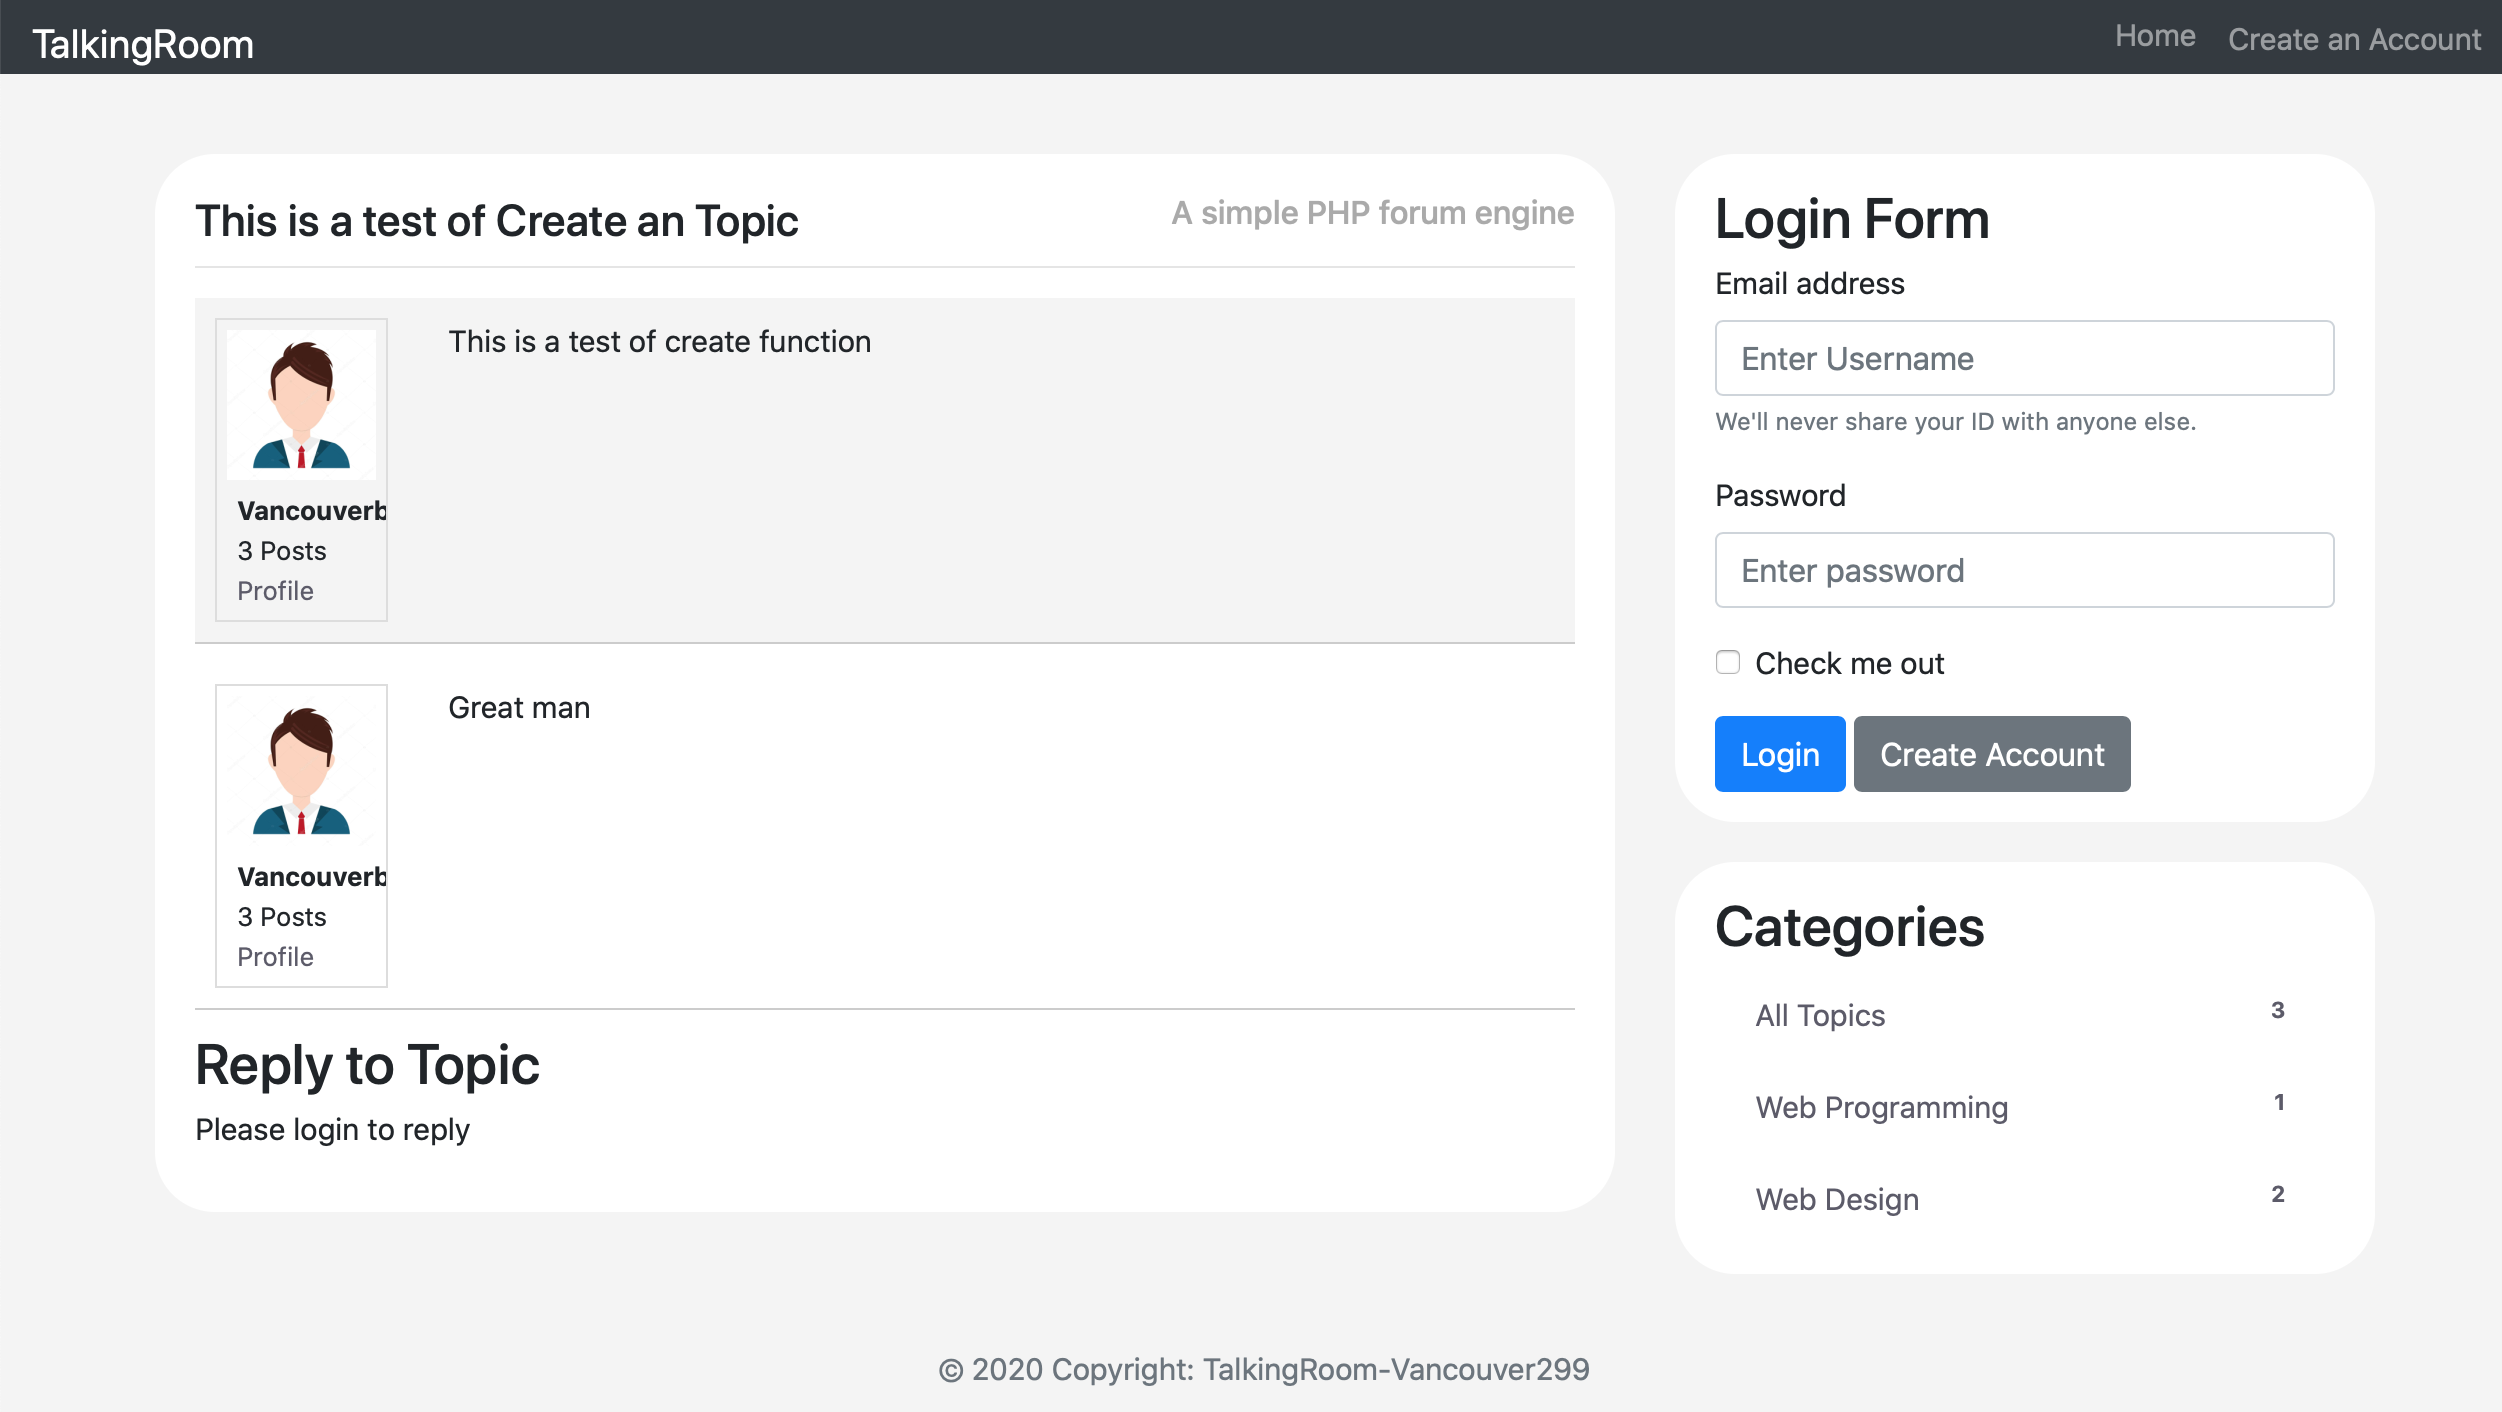 TalkingRoom
Home
Create an Account
This is a test of Create an Topic
A simple PHP forum engine
This is a test of create function
Vancouverb
3 Posts
Profile
Great man
Vancouverb
3 Posts
Profile
Reply to Topic
Please login to reply
Login Form
Email address
Enter Username
We'll never share your ID with anyone else.
Password
Enter password
Check me out
Login
Create Account
Categories
All Topics 3
Web Programming 1
Web Design 2
© 2020 Copyright: TalkingRoom-Vancouver299